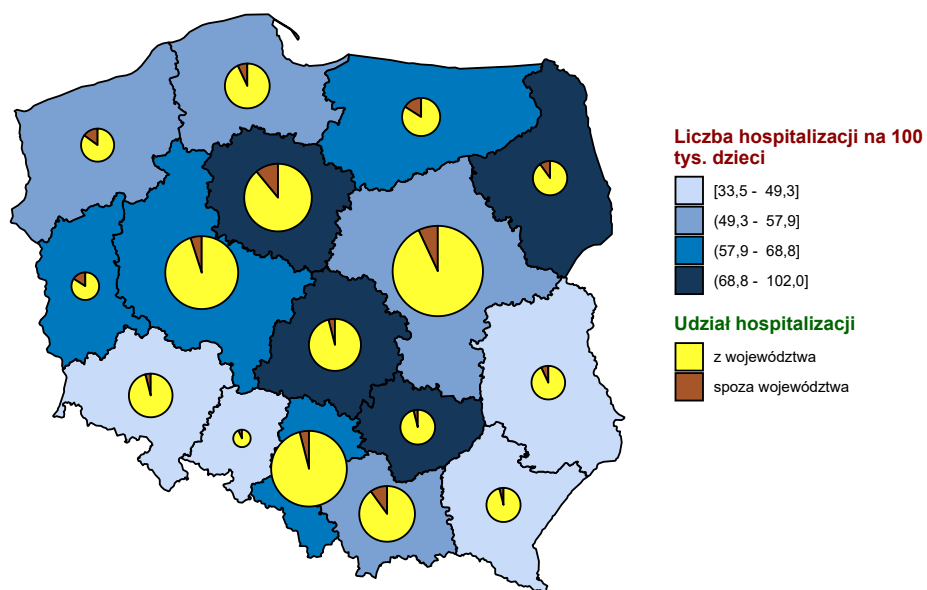 Liczba hospitalizacji na 100
tys. dzieci
[33,5 - 49,3]
(49,3 - 57,9]
(57,9 - 68,8]
(68,8 - 102,0]
Udział hospitalizacji
z województwa
spoza województwa